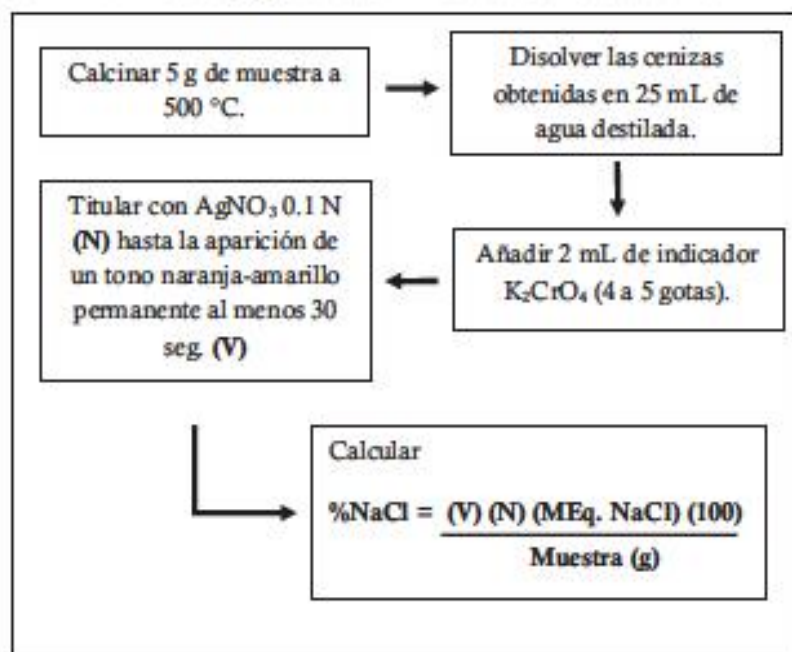 Calcinar 5 g de muestra a
500 °C.
Disolver las cenizas
obtenidas en 25 mL de
agua destilada.
Añadir 2 mL de indicador
K₂CrO₄ (4 a 5 gotas).
Titular con AgNO₃ 0.1 N
(N) hasta la aparición de
un tono naranja-amarillo
permanente al menos 30
seg. (V)
Calcular
%NaCl = (V) (N) (MEq. NaCl) (100)
Muestra (g)